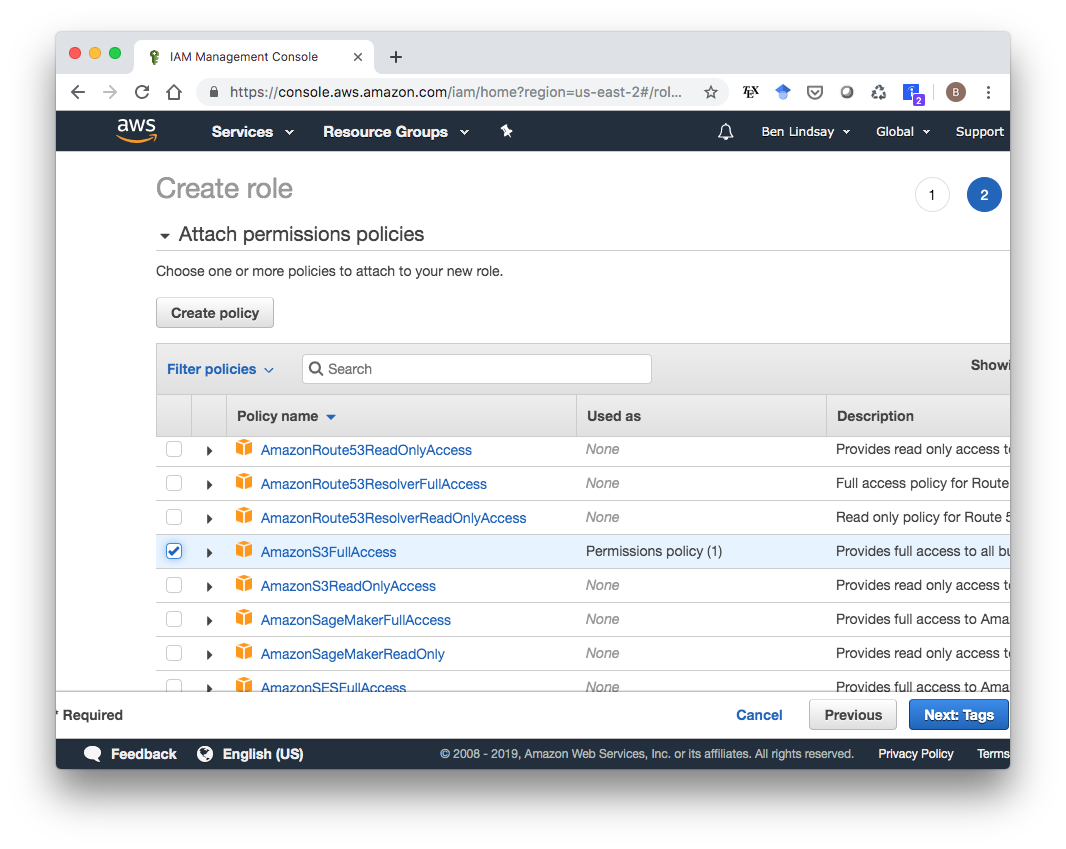 IAM Management Console
https://console.aws.amazon.com/iam/home?region=us-east-2#/rol...
TEX
2
B
aws Services Resource Groups Ben Lindsay Global Support
Create role 1 2
Attach permissions policies
Choose one or more policies to attach to your new role.
Create policy
Filter policies Search Showi
Policy name Used as Description
AmazonRoute53ReadOnlyAccess None Provides read only access to
AmazonRoute53ResolverFullAccess None Full access policy for Route
AmazonRoute53ResolverReadOnlyAccess None Read only policy for Route 5
AmazonS3FullAccess Permissions policy (1) Provides full access to all bu
AmazonS3ReadOnlyAccess None Provides read only access to
AmazonSageMakerFullAccess None Provides full access to Ama
AmazonSageMakerReadOnly None Provides read only access to
AmazonSESFullAccess None Provides full access to Ama
* Required Cancel Previous Next: Tags
Feedback English (US) © 2008 - 2019, Amazon Web Services, Inc. or its affiliates. All rights reserved. Privacy Policy Terms